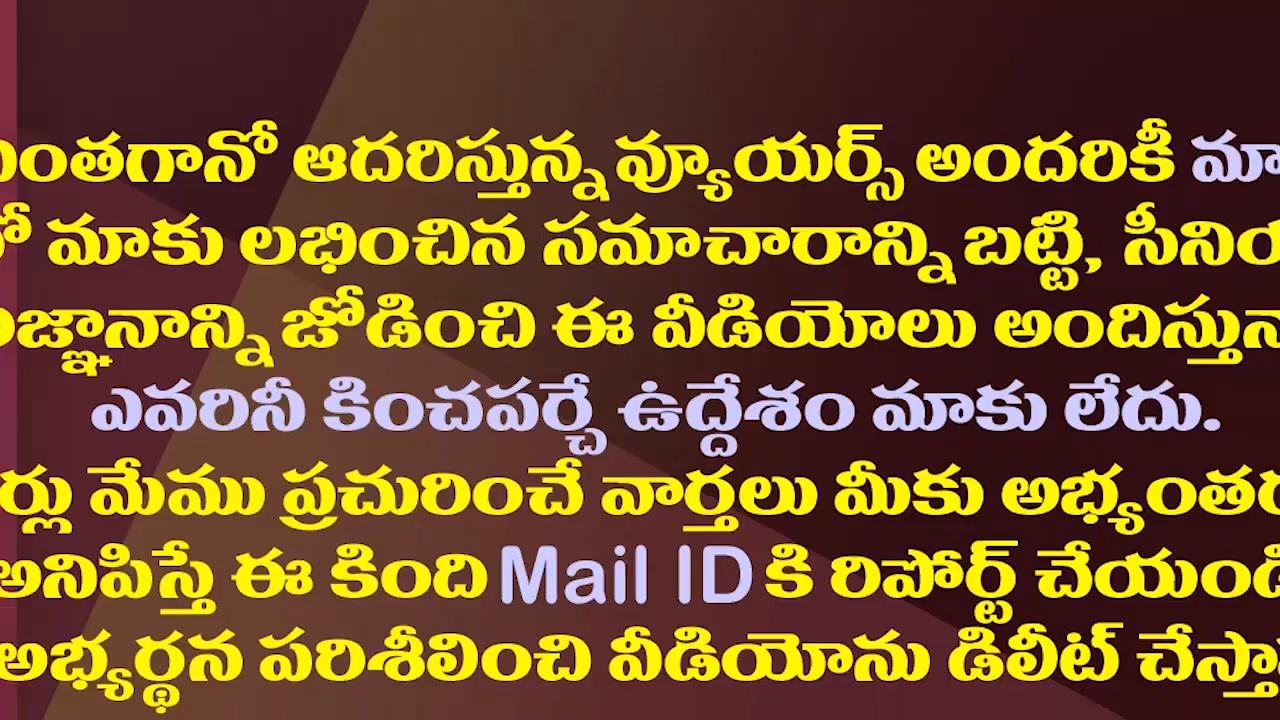 ఆదరిస్తున్న వ్యూయర్స్ అందరికీ మా
మాకు లభించిన సమాచారాన్ని బట్టి, సీనియ
జోడించి ఈ వీడియోలు అందిస్తున్నా
ఎవరినీ కించపర్చే ఉద్దేశం మాకు లేదు.
ర్లు మేము ప్రచురించే వార్తలు మీకు అభ్యంతర
అనిపిస్తే ఈ కింది Mail ID కి రిపోర్ట్ చేయండి
అభ్యర్థన పరిశీలించి వీడియోను డిలీట్ చేస్తా